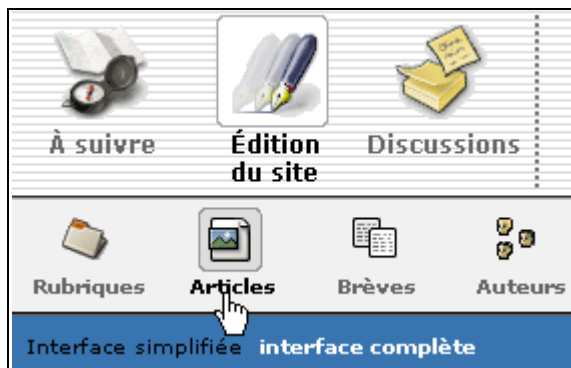 À suivre
Édition
du site
Discussions
Rubriques
Articles
Brèves
Auteurs
Interface simplifiée interface complète